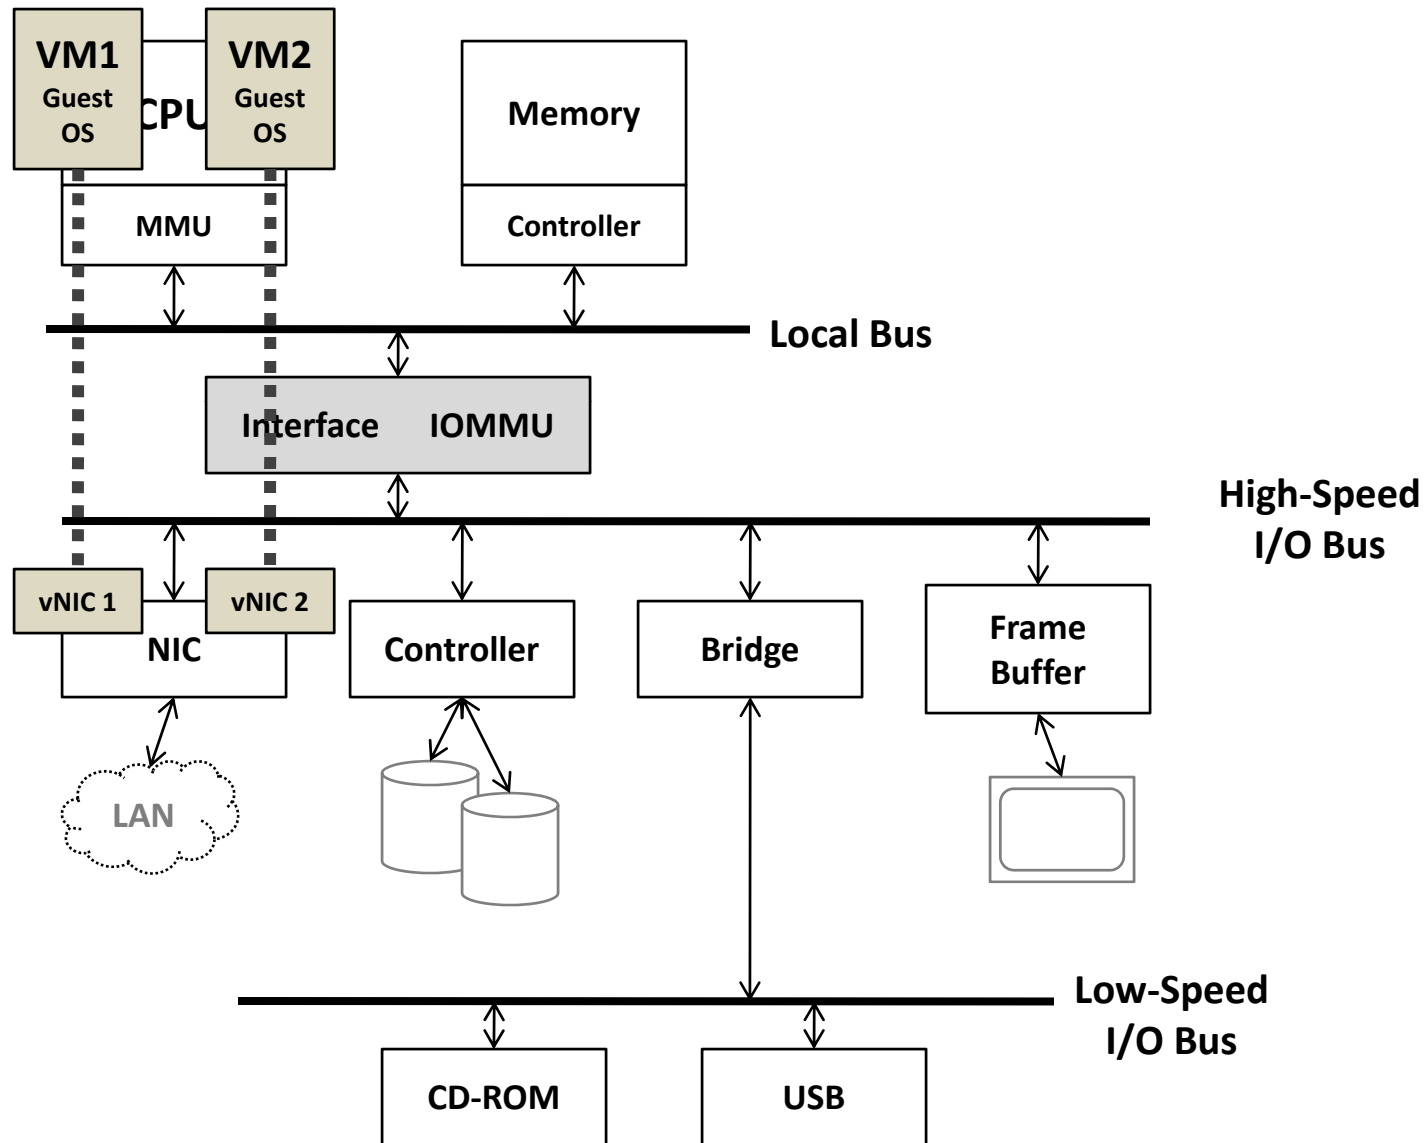 VM1
Guest
OS
CPU
VM2
Guest
OS
Memory
MMU
Controller
Local Bus
Interface IOMMU
High-Speed
I/O Bus
vNIC 1
vNIC 2
NIC
Controller
Bridge
Frame
Buffer
LAN
Low-Speed
I/O Bus
CD-ROM
USB